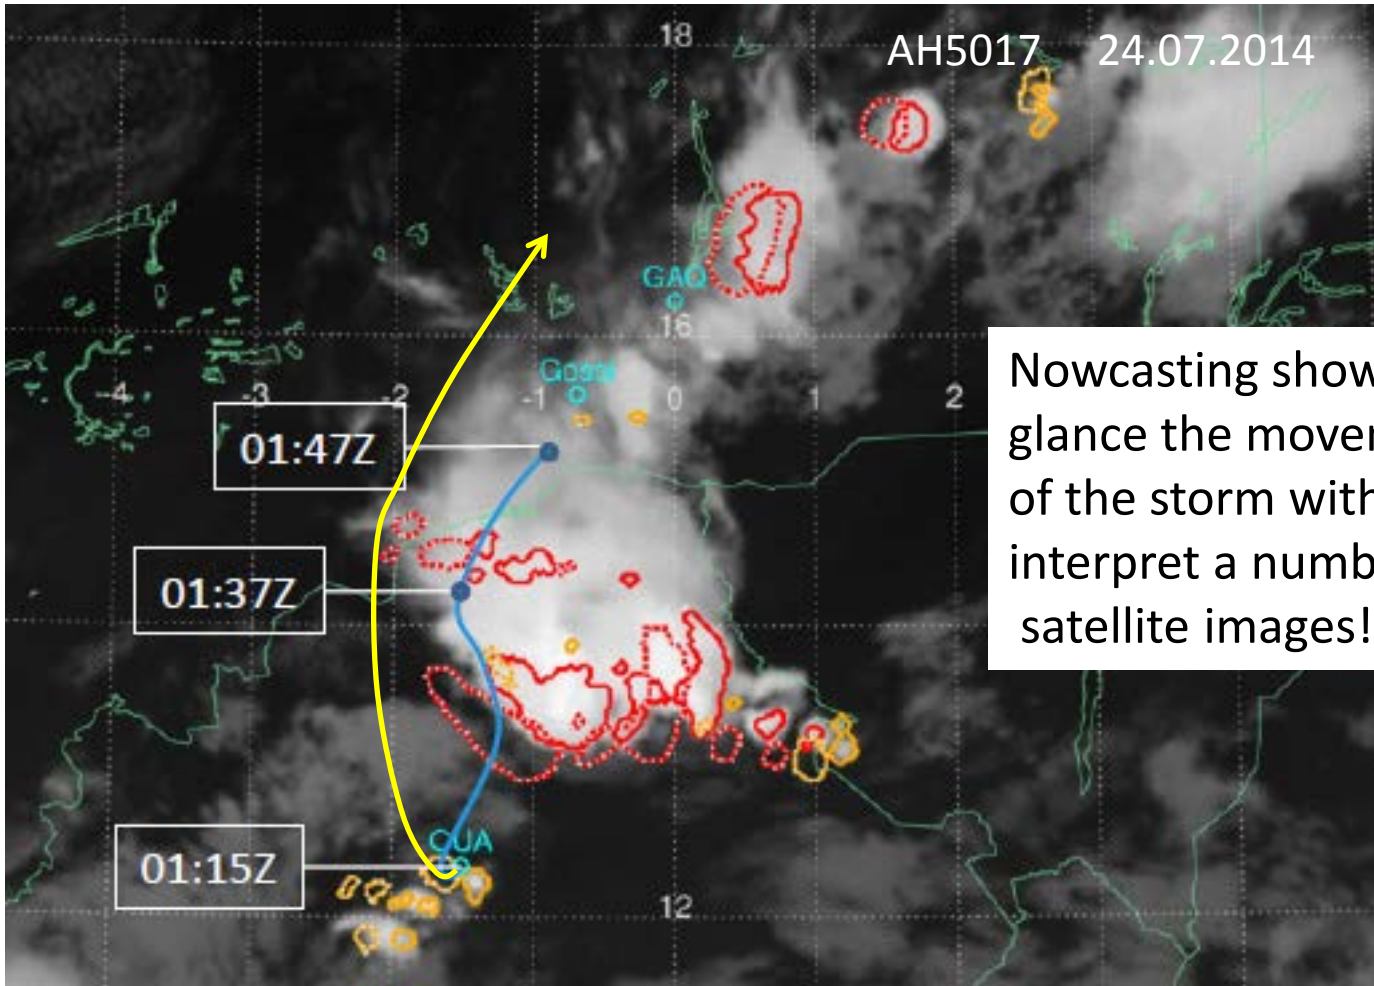 18
AH5017 24.07.2014
GAO
16
Gossi
-4 -3 -2 -1 0 1 2
01:47Z
Nowcasting show
glance the mover
of the storm with
interpret a numb
satellite images!
01:37Z
OUA
01:15Z
12